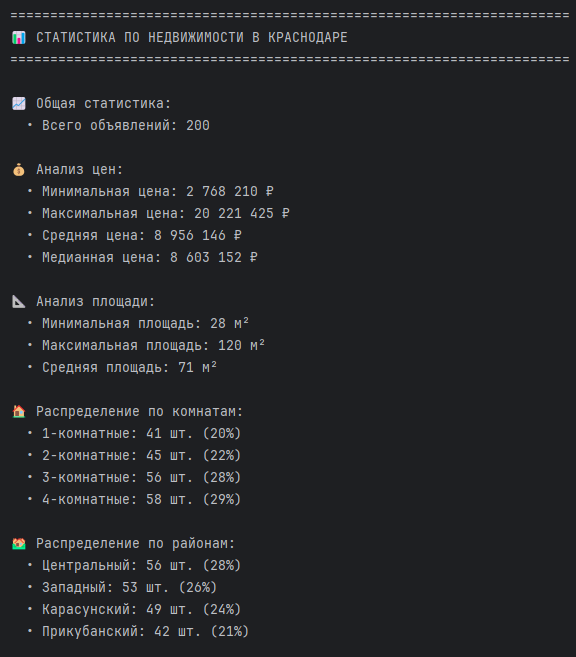 ======================================================================
📊 СТАТИСТИКА ПО НЕДВИЖИМОСТИ В КРАСНОДАРЕ
======================================================================
📈 Общая статистика:
• Всего объявлений: 200
💰 Анализ цен:
• Минимальная цена: 2 768 210 ₽
• Максимальная цена: 20 221 425 ₽
• Средняя цена: 8 956 146 ₽
• Медианная цена: 8 603 152 ₽
📐 Анализ площади:
• Минимальная площадь: 28 м²
• Максимальная площадь: 120 м²
• Средняя площадь: 71 м²
🏠 Распределение по комнатам:
• 1-комнатные: 41 шт. (20%)
• 2-комнатные: 45 шт. (22%)
• 3-комнатные: 56 шт. (28%)
• 4-комнатные: 58 шт. (29%)
🏘 Распределение по районам:
• Центральный: 56 шт. (28%)
• Западный: 53 шт. (26%)
• Карасунский: 49 шт. (24%)
• Прикубанский: 42 шт. (21%)